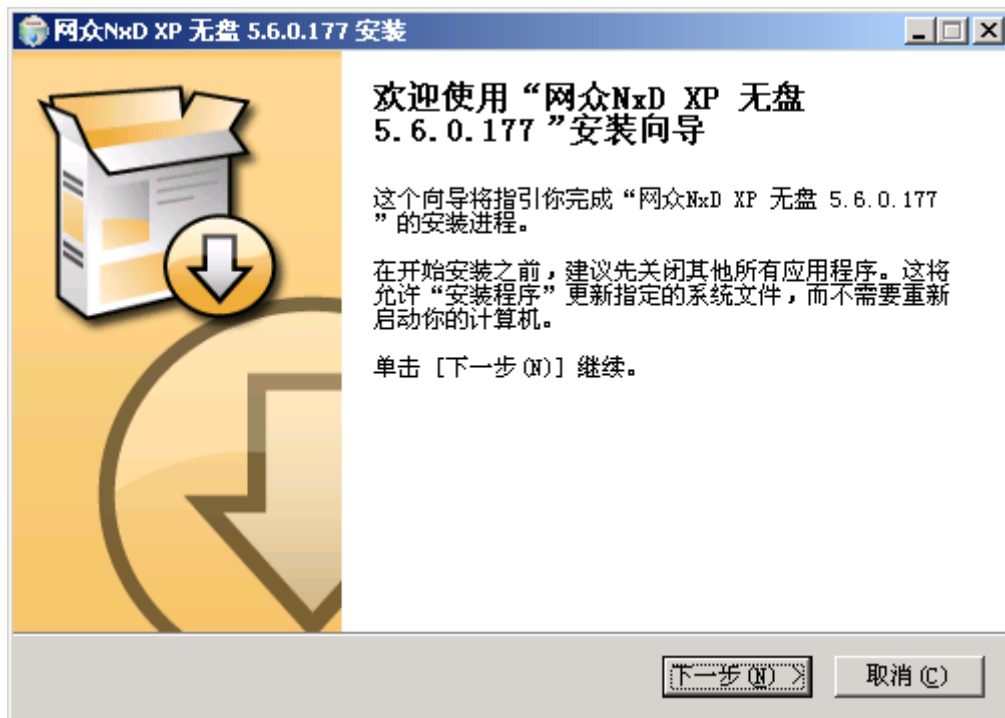 网众NxD XP 无盘 5.6.0.177 安装
欢迎使用“网众NxD XP 无盘
5.6.0.177 ”安装向导
这个向导将指引你完成“网众NxD XP 无盘 5.6.0.177
”的安装进程。
在开始安装之前，建议先关闭其他所有应用程序。这将
允许“安装程序”更新指定的系统文件，而不需要重新
启动你的计算机。
单击 [下一步(N)] 继续。
下一步(N) >
取消(C)